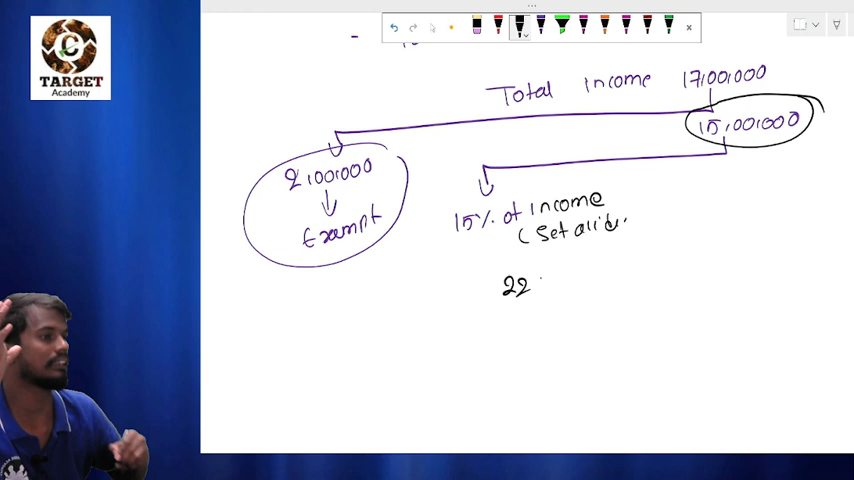 TARGET
Academy
Total Income 17,00,000
15,00,000
2,00,000
Exempt
15% of Income
(Set aside.
22